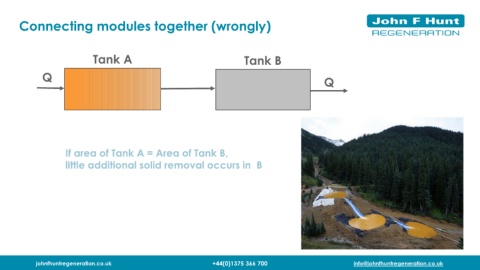 Connecting modules together (wrongly)
John F Hunt
REGENERATION
Tank A
Tank B
Q
Q
If area of Tank A = Area of Tank B,
little additional solid removal occurs in B
johnfhuntregeneration.co.uk
+44(0)1375 366 700
info@johnfhuntregeneration.co.uk